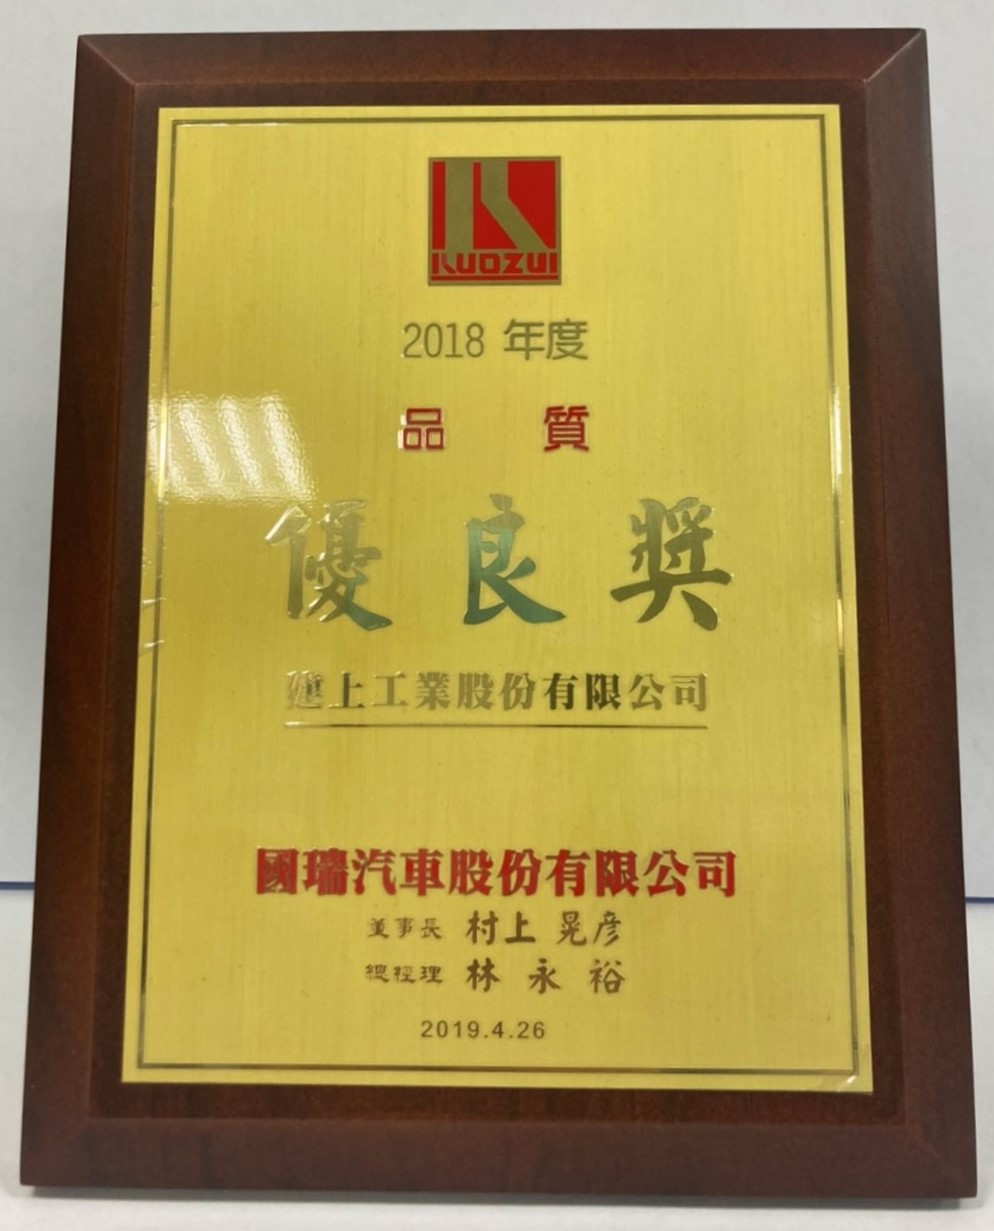 KUOZUI
2018 年度
品質
優良獎
健上工業股份有限公司
國瑞汽車股份有限公司
董事長 村上 晃彦
總經理 林永裕
2019.4.26